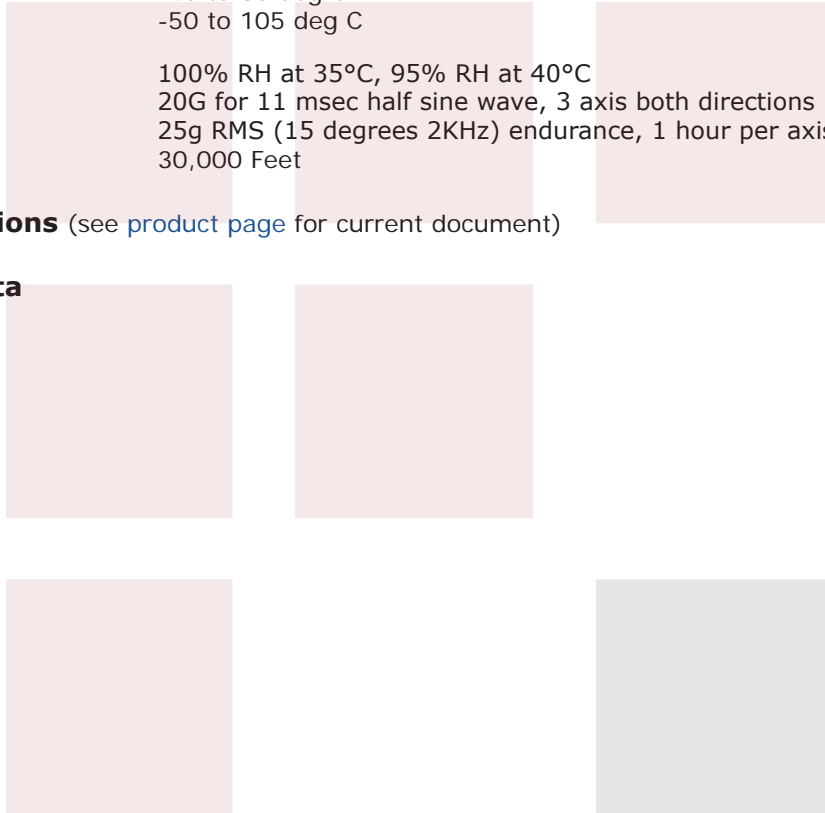 -50 to 105 deg C
100% RH at 35°C, 95% RH at 40°C
20G for 11 msec half sine wave, 3 axis both directions
25g RMS (15 degrees 2KHz) endurance, 1 hour per axis
30,000 Feet
ions (see product page for current document)
ta